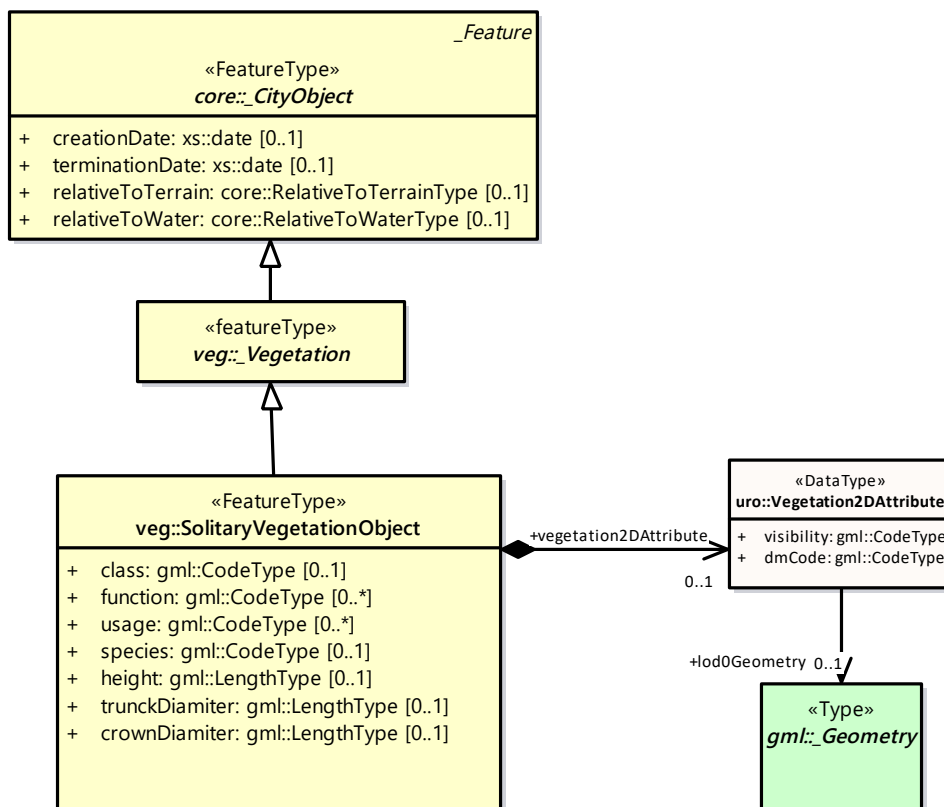 _Feature
«FeatureType»
core::_CityObject
+ creationDate: xs::date [0..1]
+ terminationDate: xs::date [0..1]
+ relativeToTerrain: core::RelativeToTerrainType [0..1]
+ relativeToWater: core::RelativeToWaterType [0..1]
«featureType»
veg::_Vegetation
«FeatureType»
veg::SolitaryVegetationObject
+ class: gml::CodeType [0..1]
+ function: gml::CodeType [0..*]
+ usage: gml::CodeType [0..*]
+ species: gml::CodeType [0..1]
+ height: gml::LengthType [0..1]
+ trunckDiamiter: gml::LengthType [0..1]
+ crownDiamiter: gml::LengthType [0..1]
+vegetation2DAttribute
0..1
«DataType»
uro::Vegetation2DAttribute
+ visibility: gml::CodeType
+ dmCode: gml::CodeType
+lod0Geometry 0..1
«Type»
gml::_Geometry